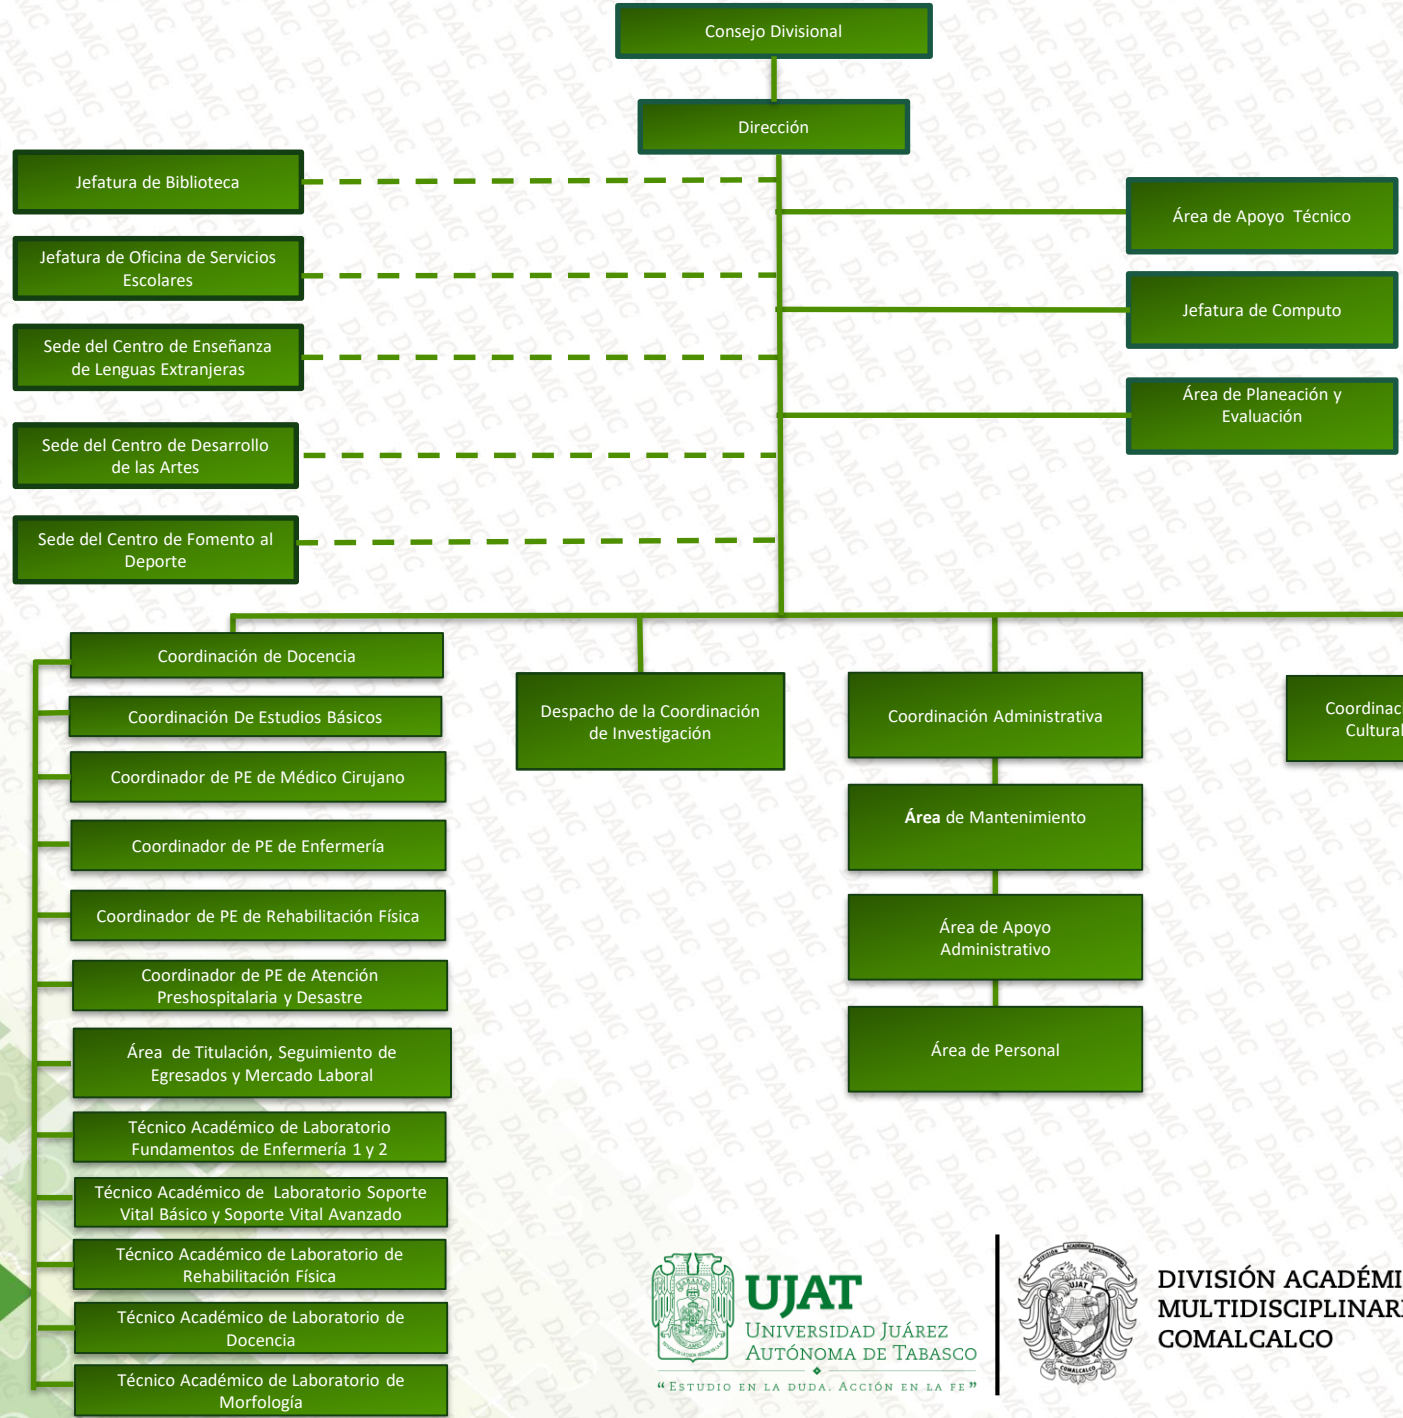 Consejo Divisional
Dirección
Jefatura de Biblioteca
Jefatura de Oficina de Servicios
Escolares
Sede del Centro de Enseñanza
de Lenguas Extranjeras
Sede del Centro de Desarrollo
de las Artes
Sede del Centro de Fomento al
Deporte
Área de Apoyo Técnico
Jefatura de Computo
Área de Planeación y
Evaluación
Coordinación de Docencia
Coordinación De Estudios Básicos
Coordinador de PE de Médico Cirujano
Coordinador de PE de Enfermería
Coordinador de PE de Rehabilitación Física
Coordinador de PE de Atención
Preshospitalaria y Desastre
Área de Titulación, Seguimiento de
Egresados y Mercado Laboral
Técnico Académico de Laboratorio
Fundamentos de Enfermería 1 y 2
Técnico Académico de Laboratorio Soporte
Vital Básico y Soporte Vital Avanzado
Técnico Académico de Laboratorio de
Rehabilitación Física
Técnico Académico de Laboratorio de
Docencia
Técnico Académico de Laboratorio de
Morfología
Despacho de la Coordinación
de Investigación
Coordinación Administrativa
Área de Mantenimiento
Área de Apoyo
Administrativo
Área de Personal
Coordinac
Cultural
UJAT
UNIVERSIDAD JUÁREZ
AUTÓNOMA DE TABASCO
“ESTUDIO EN LA DUDA. ACCIÓN EN LA FE”
DIVISIÓN ACADÉMI
MULTIDISCIPLINAR
COMALCALCO